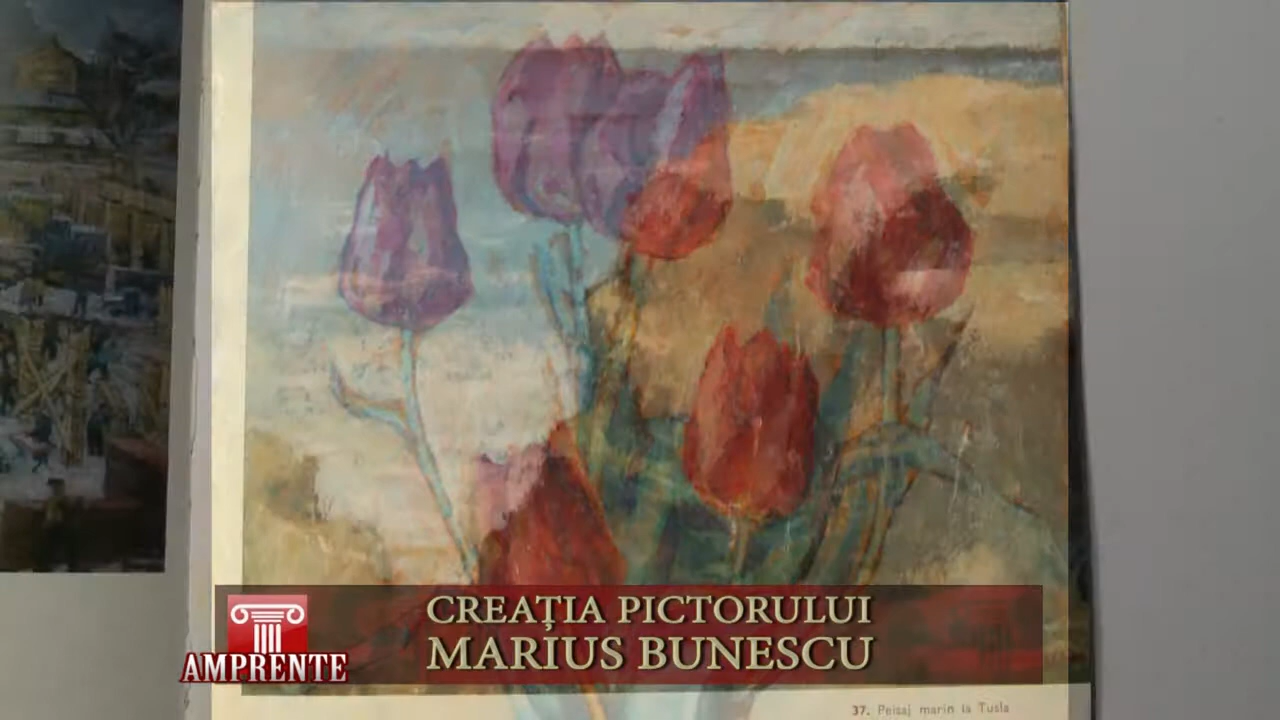 CREAȚIA PICTORULUI
MARIUS BUNESCU
AMPRENTE
37. Peisaj marin la Tusla